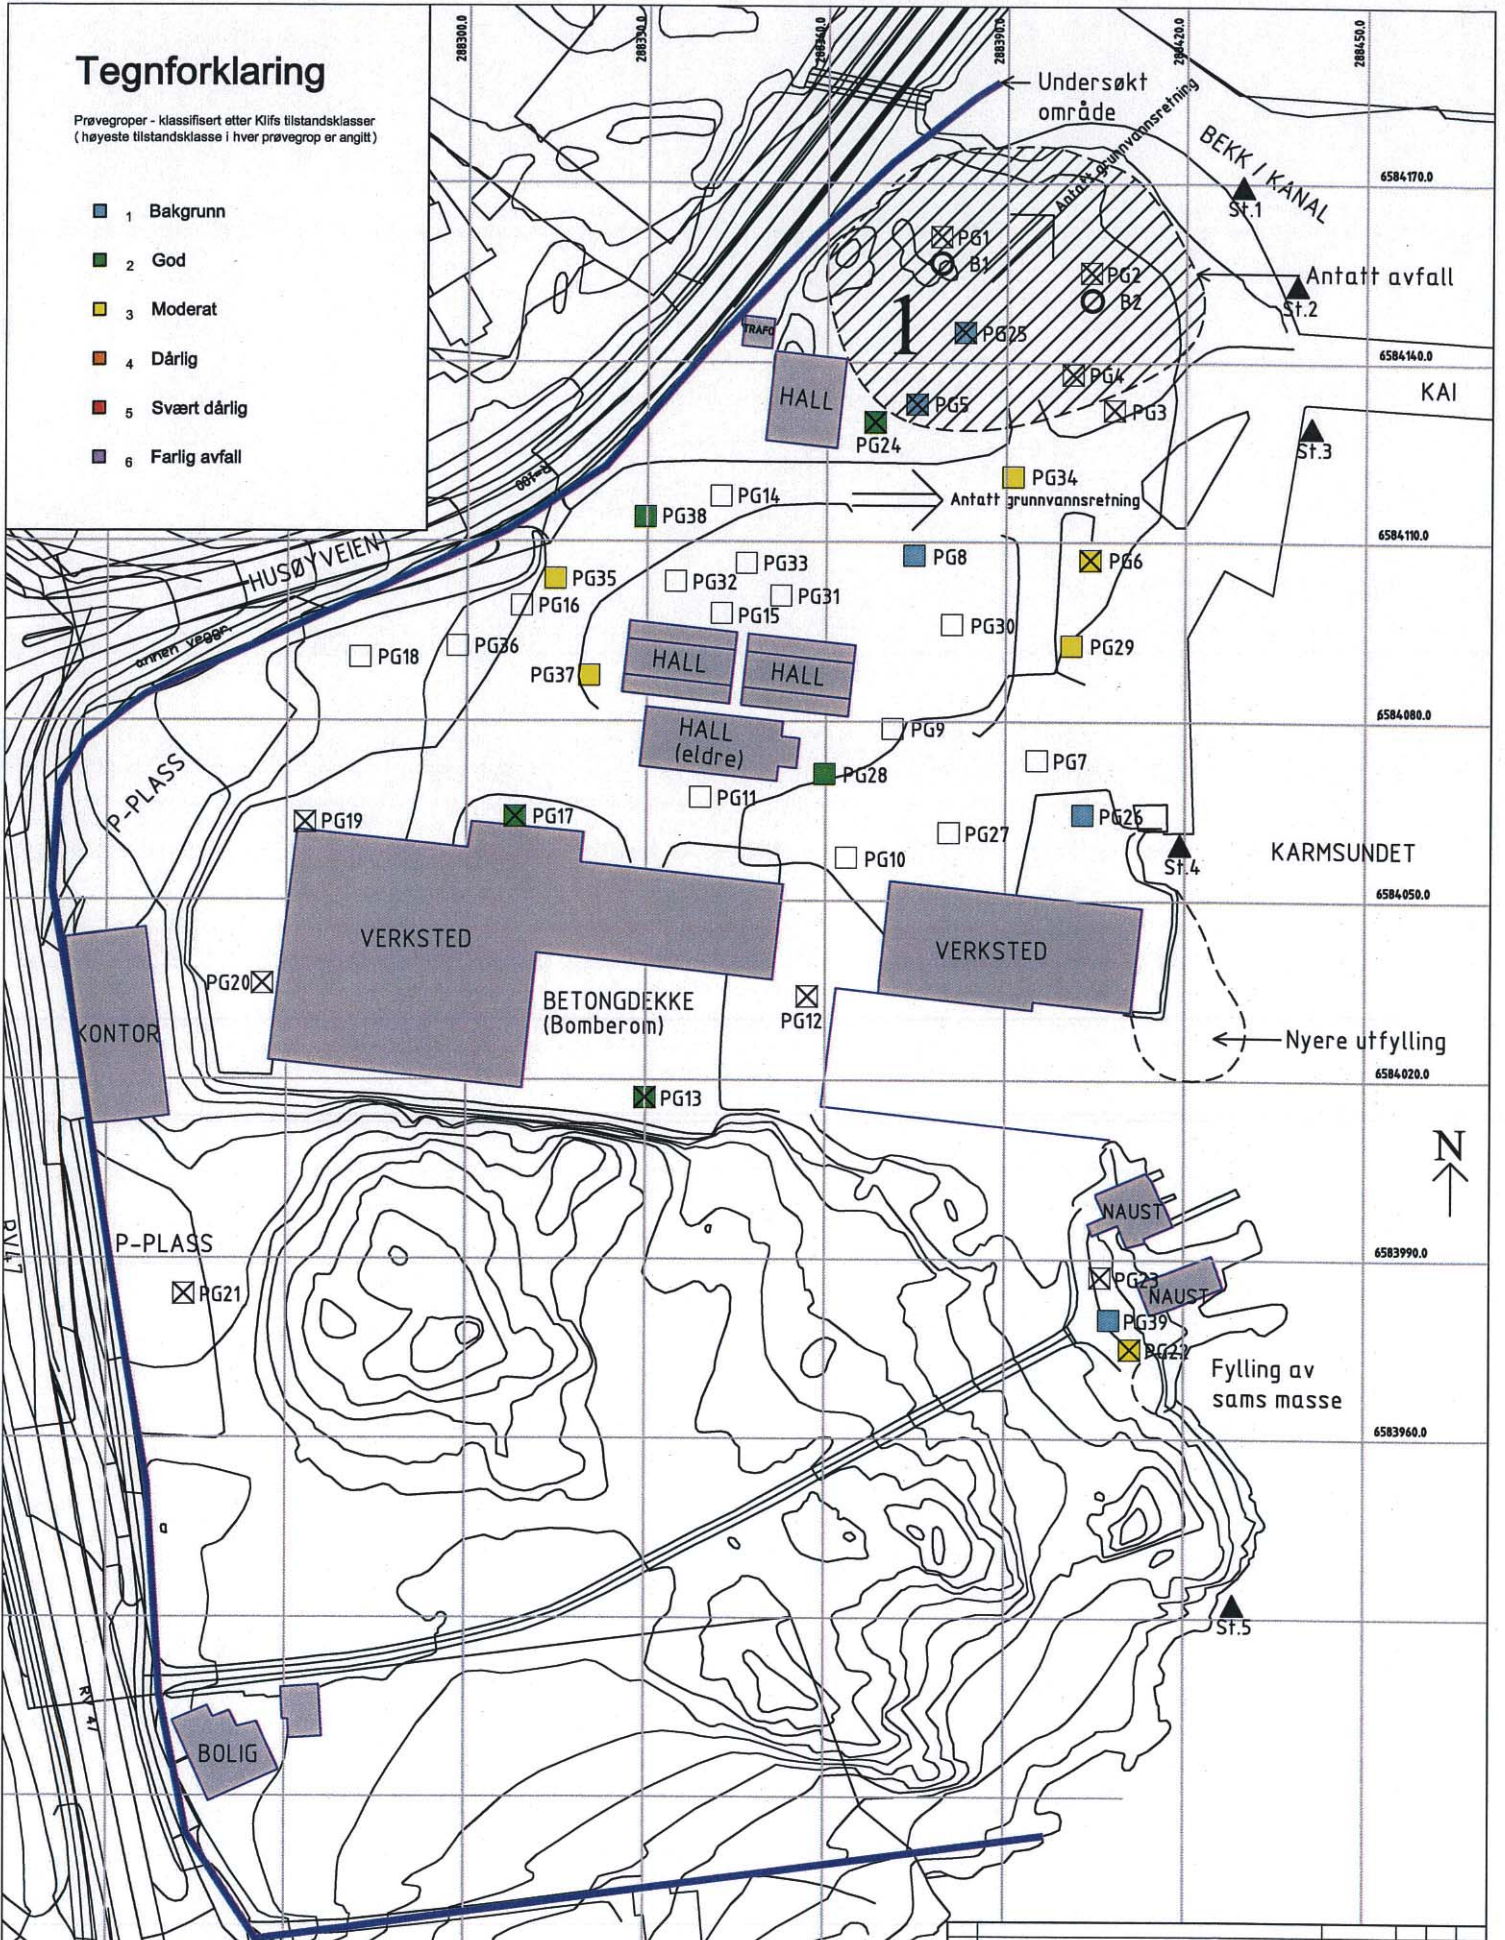 Tegnforklaring
Prøvegroper - klassifisert etter Klifs tilstandsklasser
( høyeste tilstandsklasse i hver prøvegrop er angitt )
1 Bakgrunn
2 God
3 Moderat
4 Dårlig
5 Svært dårlig
6 Farlig avfall
288300.0
288330.0
288360.0
288390.0
288420.0
288450.0
Undersøkt
område
Antatt grunnvannsretning
BEKK / KANAL
6584170.0
St.1
PG1
B1
PG2
B2
Antatt avfall
St.2
1
PG25
TRAFO
6584140.0
HALL
PG4
KAI
PG5
PG3
PG24
St.3
R=100
PG34
PG14
Antatt grunnvannsretning
PG38
6584110.0
HUSØYVEIEN
PG33
PG8
PG6
PG35
PG32
PG31
PG16
PG15
PG30
annen veggr.
PG36
PG18
HALL
HALL
PG29
PG37
6584080.0
HALL
(eldre)
PG9
PG7
PG28
P-PLASS
PG11
PG17
PG19
PG26
PG27
PG10
St.4
KARMSUNDET
6584050.0
VERKSTED
VERKSTED
PG20
BETONGDEKKE
(Bomberom)
PG12
KONTOR
Nyere utfylling
6584020.0
PG13
N
NAUST
P-PLASS
RV47
6583990.0
PG23
PG21
NAUST
PG39
PG22
Fylling av
sams masse
6583960.0
St.5
RV 47
BOLIG